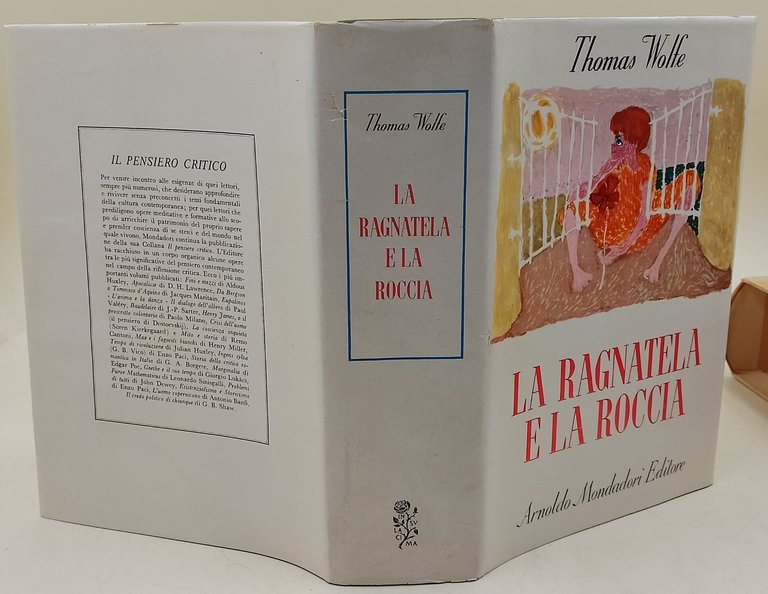 IL PENSIERO CRITICO
Per venire incontro alle esigenze di quei lettori,
sempre più numerosi, che desiderano approfondire
e rivivere senza preconcetti i temi fondamentali
della cultura contemporanea; per quei lettori che
prediligono opere meditative e formative allo sco-
po di arricchire il patrimonio del proprio sapere
e prender coscienza di se stessi e del mondo nel
quale vivono, Mondadori continua la pubblicazio-
ne della sua Collana Il pensiero critico. L'Editore
ha racchiuso in un corpo organico alcune opere
tra le più significative del pensiero contemporaneo
nel campo della riflessione critica. Ecco i più im-
portanti volumi pubblicati: Fini e mezzi di Aldous
Huxley, Apocalisse di D. H. Lawrence, Da Bergson
a Tommaso d'Aquino di Jacques Maritain, Eupalinos
- L'anima e la danza - Il dialogo dell'albero di Paul
Valéry, Baudelaire di J.-P. Sartre, Henry James, o il
proscritto volontario di Paolo Milano, Crisi dell'uomo
(il pensiero di Dostoevskij), La coscienza inquieta
(Sören Kierkegaard) e Mito e storia di Remo
Cantoni, Max e i fagociti bianchi di Henry Miller,
Tempo di rivoluzione di Julian Huxley, Ingens sylva
(G. B. Vico) di Enzo Paci, Storia della critica ro-
mantica in Italia di G. A. Borgese, Marginalia di
Edgar Poe, Goethe e il suo tempo di Giorgio Lukács,
Furor Mathematicus di Leonardo Sinisgalli, Problemi
di tutti di John Dewey, Esistenzialismo e Storicismo
di Enzo Paci, L'uomo copernicano di Antonio Banfi,
Il credo politico di chiunque di G. B. Shaw.
Thomas Wolfe
LA
RAGNATELA
E LA
ROCCIA
IN
LA SV
CI MA
Thomas Wolfe
LA RAGNATELA
E LA ROCCIA
Arnoldo Mondadori Editore